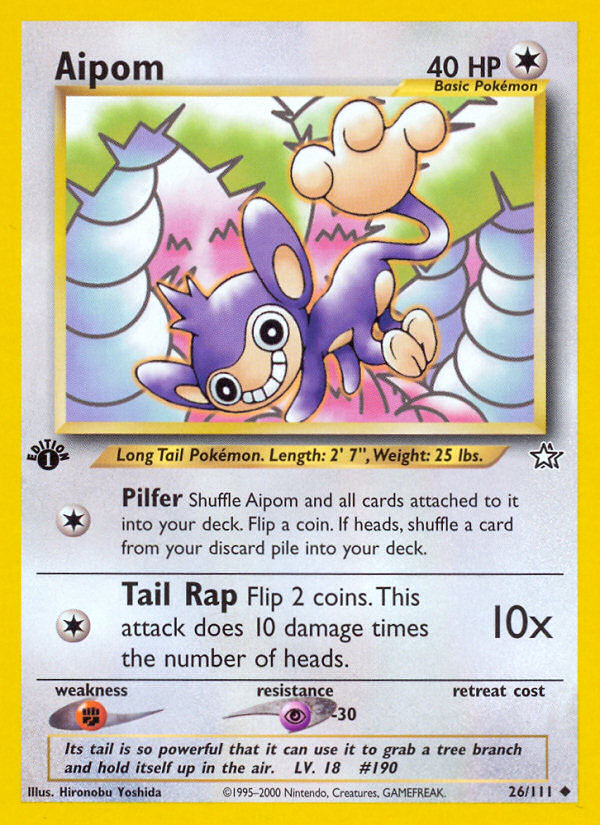 Aipom
40 HP
Basic Pokémon
EDITION
1
Long Tail Pokémon. Length: 2' 7", Weight: 25 lbs.
Pilfer Shuffle Aipom and all cards attached to it
into your deck. Flip a coin. If heads, shuffle a card
from your discard pile into your deck.
Tail Rap Flip 2 coins. This
attack does 10 damage times
the number of heads.
10x
weakness
resistance
retreat cost
-30
Its tail is so powerful that it can use it to grab a tree branch
and hold itself up in the air. LV. 18 #190
Illus. Hironobu Yoshida
©1995-2000 Nintendo, Creatures, GAMEFREAK.
26/111